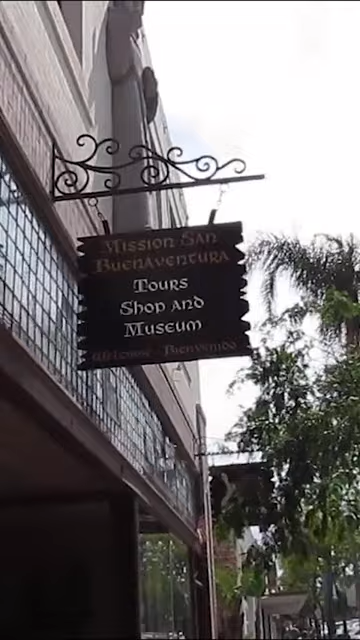 Mission San
Buenaventura
Tours
Shop and
Museum
Welcome Bienvenido